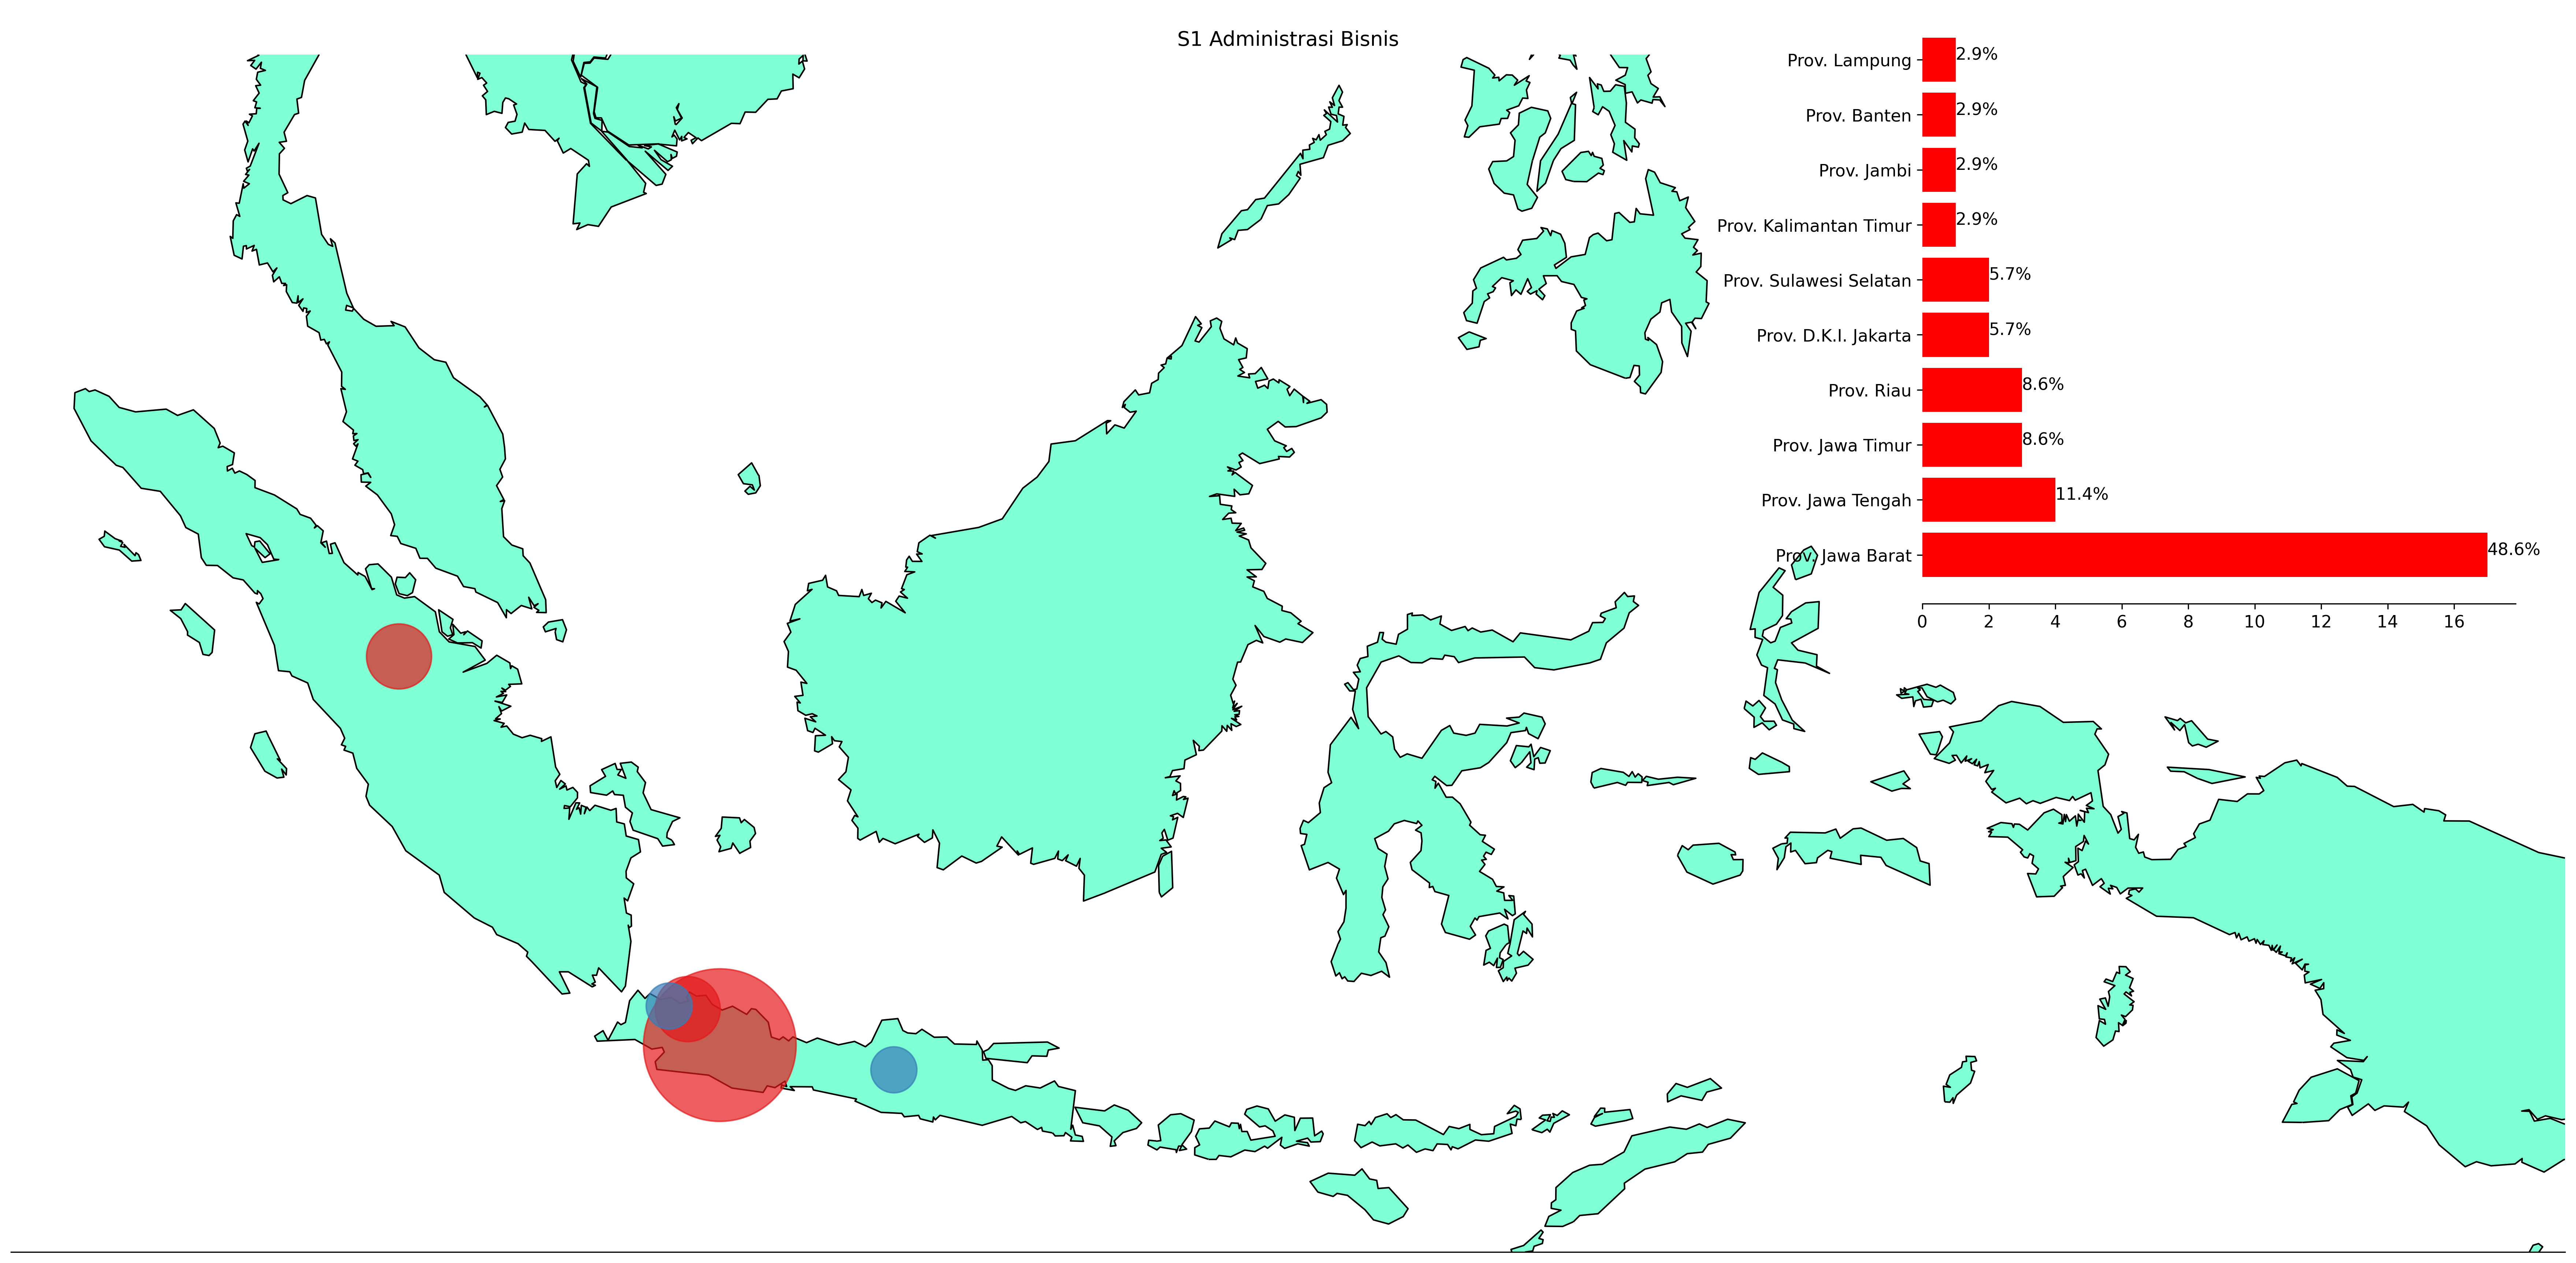 S1 Administrasi Bisnis
Prov. Lampung 2.9%
Prov. Banten 2.9%
Prov. Jambi 2.9%
Prov. Kalimantan Timur 2.9%
Prov. Sulawesi Selatan 5.7%
Prov. D.K.I. Jakarta 5.7%
Prov. Riau 8.6%
Prov. Jawa Timur 8.6%
Prov. Jawa Tengah 11.4%
Prov. Jawa Barat 48.6%
0 2 4 6 8 10 12 14 16